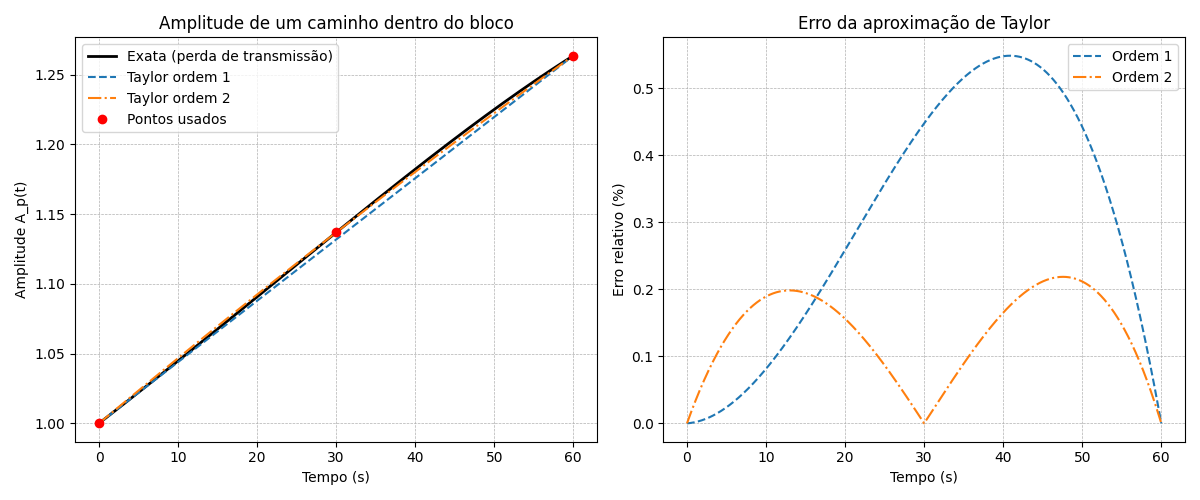 Amplitude de um caminho dentro do bloco
Exata (perda de transmissão)
Taylor ordem 1
Taylor ordem 2
Pontos usados
Amplitude A_p(t)
1.25
1.20
1.15
1.10
1.05
1.00
0 10 20 30 40 50 60
Tempo (s)
Erro da aproximação de Taylor
Ordem 1
Ordem 2
Erro relativo (%)
0.5
0.4
0.3
0.2
0.1
0.0
0 10 20 30 40 50 60
Tempo (s)